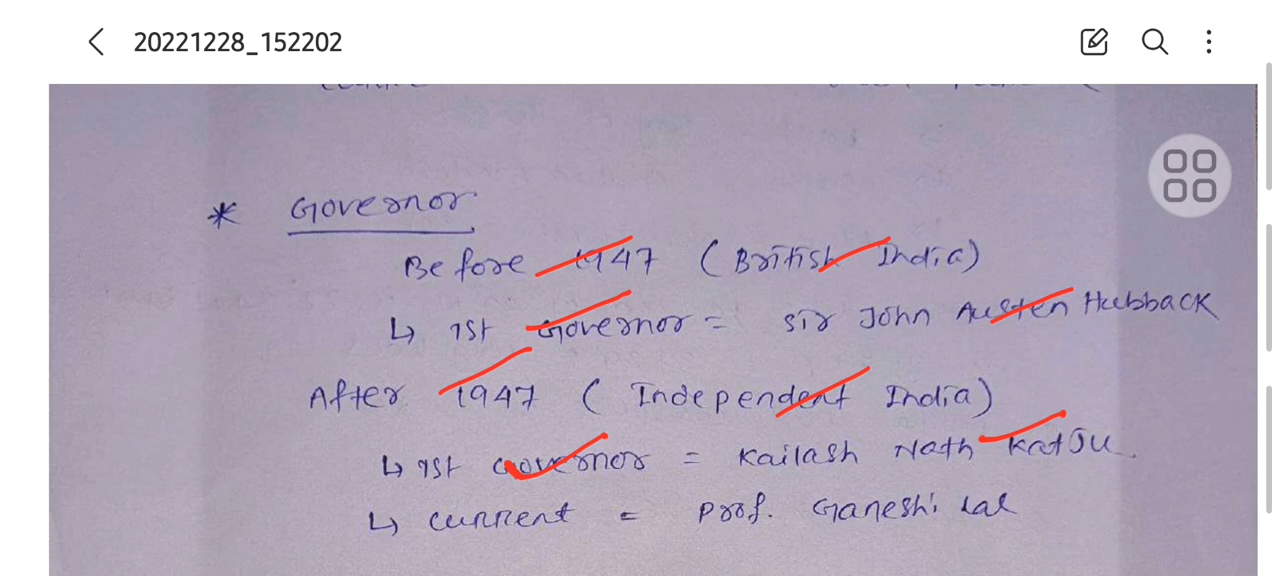 20221228_152202
* Governor
Before 1947 (British India)
↳ 1st Governor = Sir John Austen Hubback
After 1947 (Independent India)
↳ 1st Governor = Kailash Nath Katju.
↳ current = Prof. Ganeshi Lal